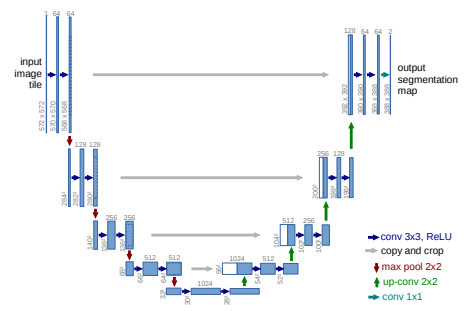 1 64 64
128 64 64 2
input
image
tile
output
segmentation
map
572 x 572
570 x 570
568 x 568
392 x 392
390 x 390
388 x 388
388 x 388
128 128
256 128
284²
282²
280²
200²
198²
196²
256 256
512 256
140²
138²
136²
104²
102²
100²
512 512
1024 512
68²
66²
64²
56²
54²
52²
1024
32²
30²
28²
conv 3x3, ReLU
copy and crop
max pool 2x2
up-conv 2x2
conv 1x1